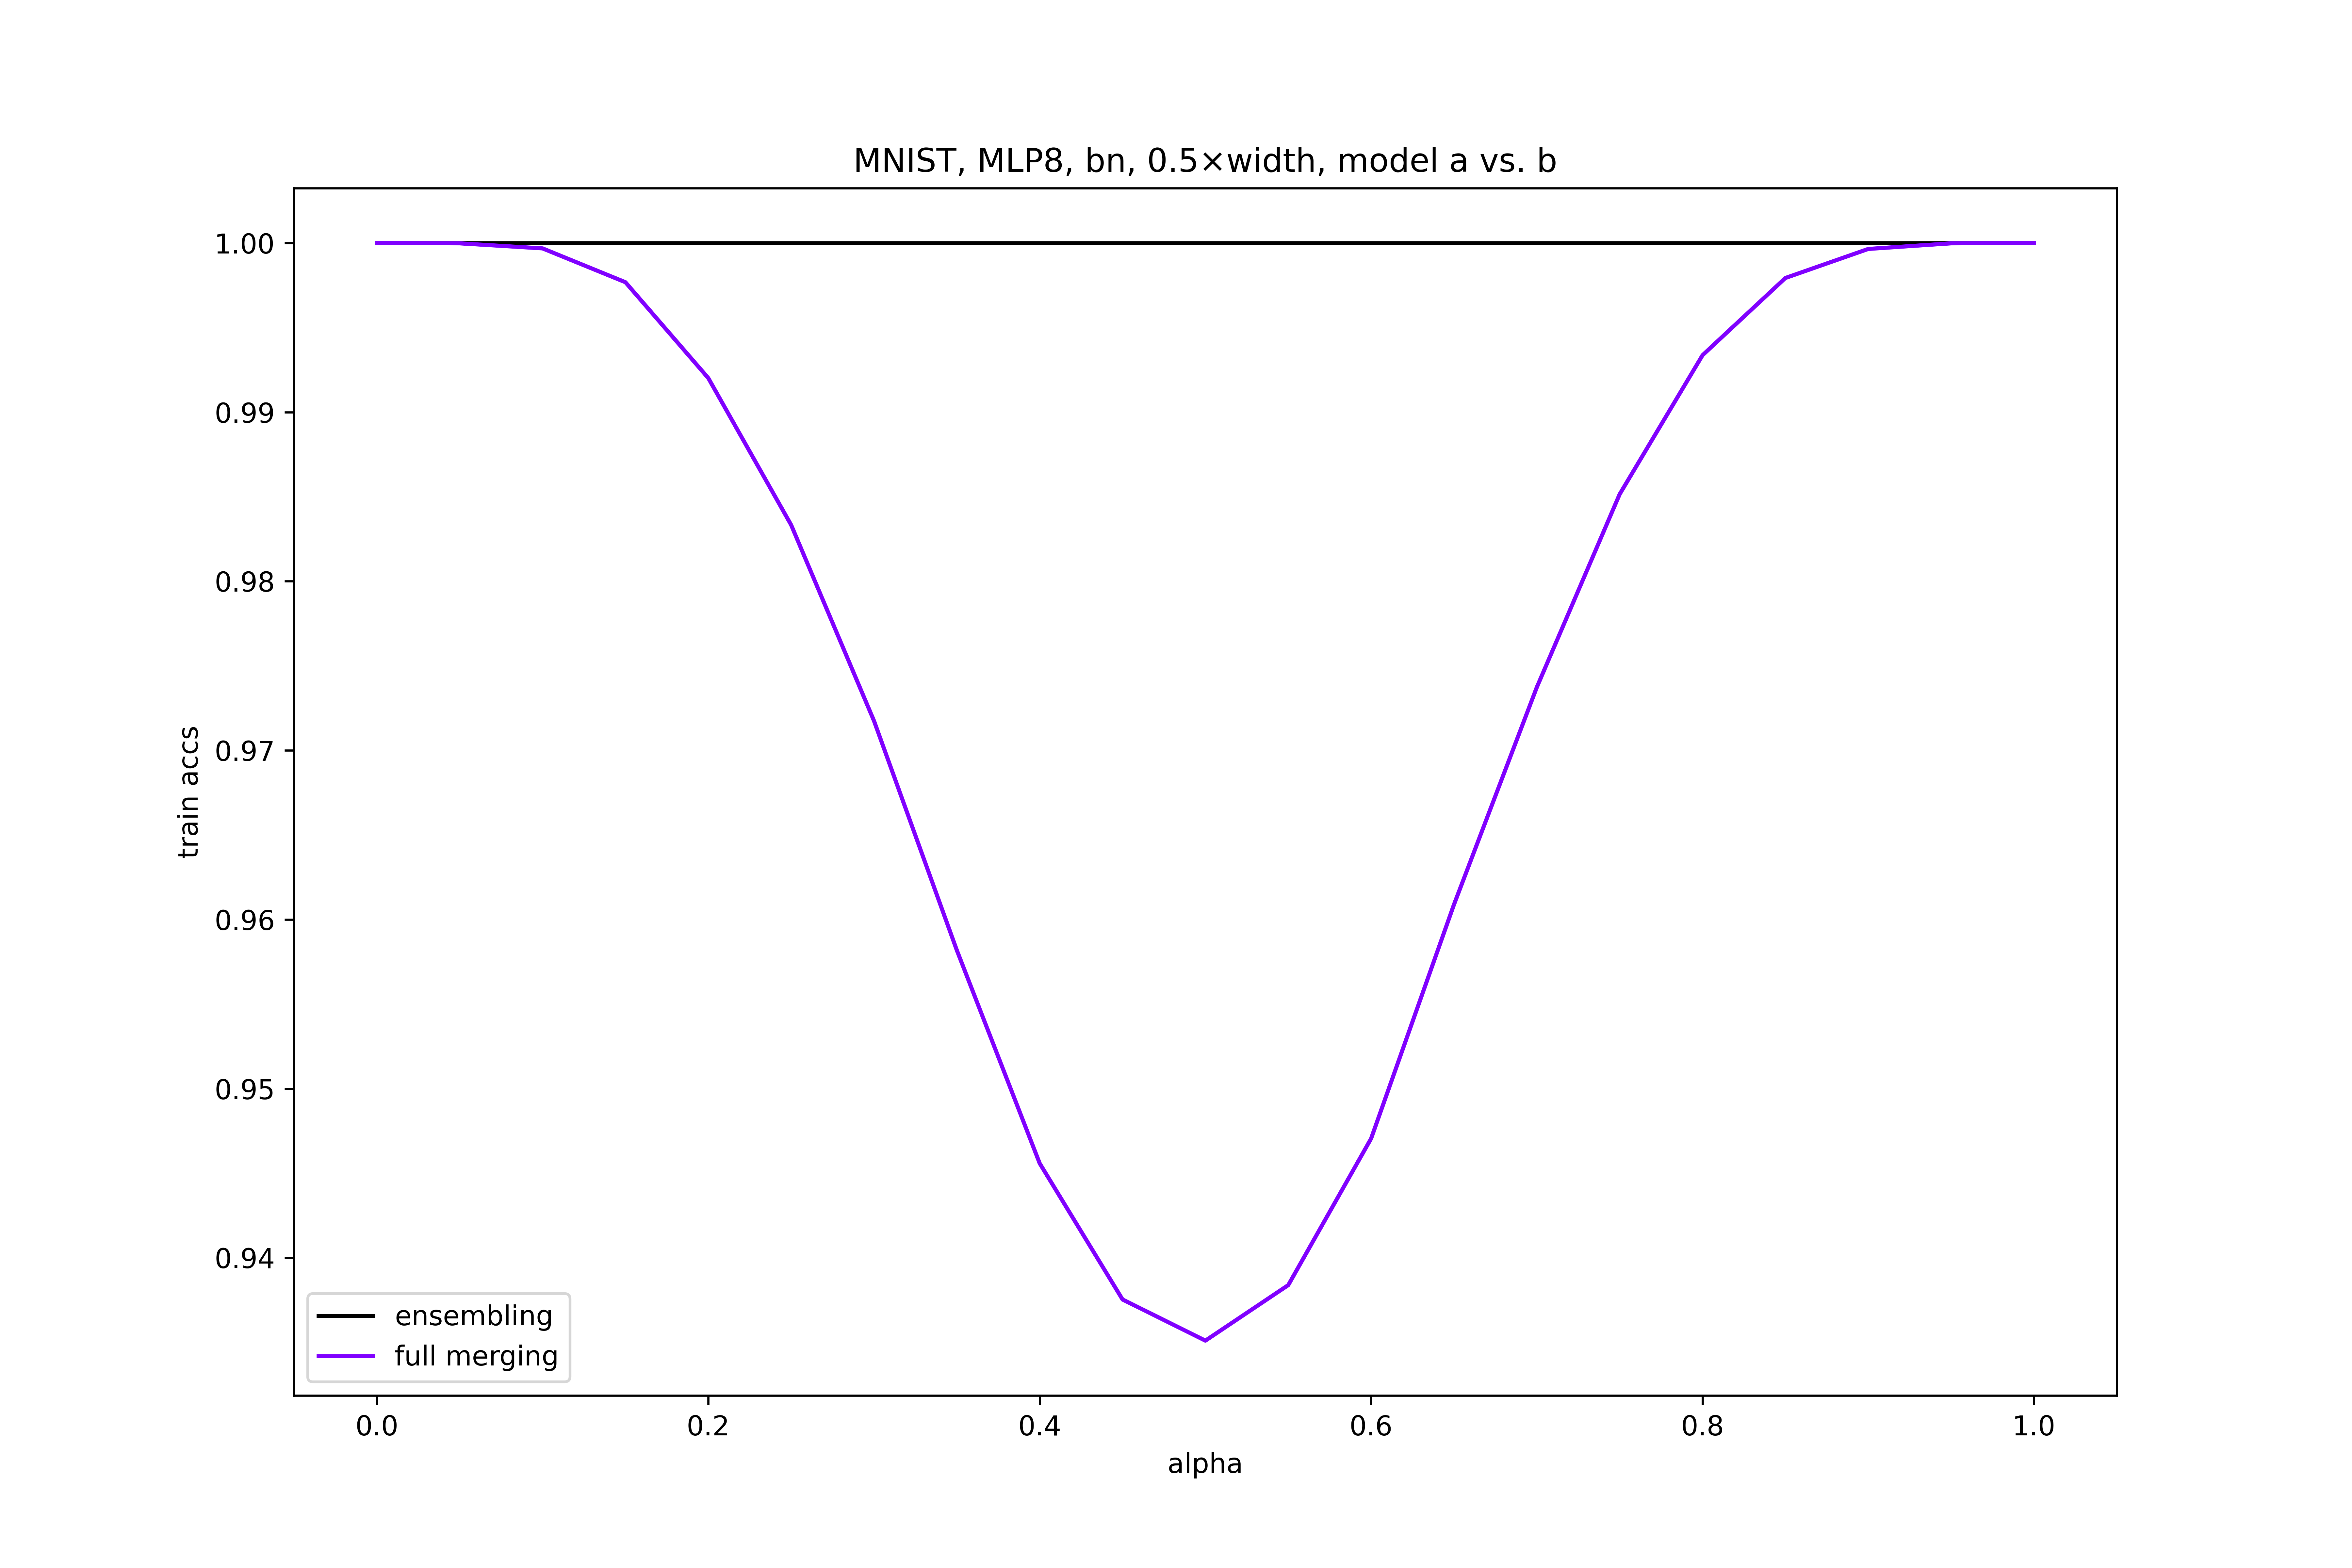 MNIST, MLP8, bn, 0.5×width, model a vs. b
1.00
0.99
0.98
0.97
0.96
0.95
0.94
train accs
ensembling
full merging
0.0 0.2 0.4 0.6 0.8 1.0
alpha